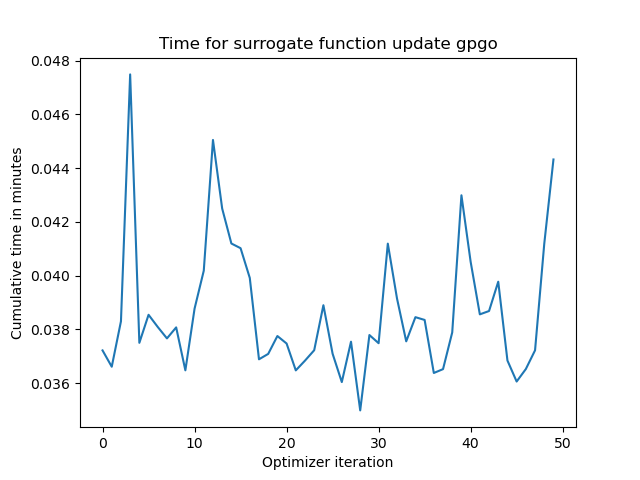 Time for surrogate function update gpgo
0.048
0.046
0.044
0.042
0.040
0.038
0.036
Cumulative time in minutes
0 10 20 30 40 50
Optimizer iteration